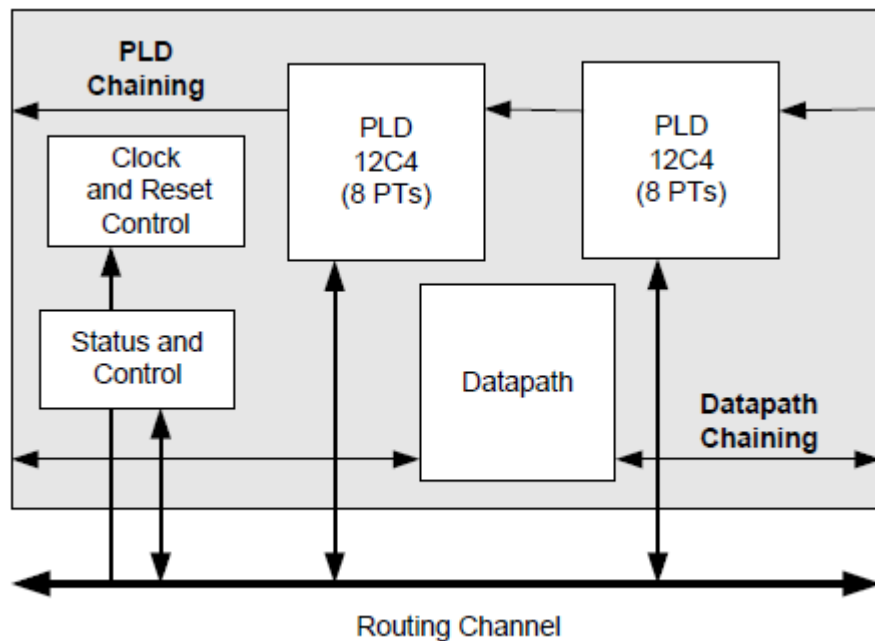 PLD
Chaining
PLD
12C4
(8 PTs)
PLD
12C4
(8 PTs)
Clock
and Reset
Control
Status and
Control
Datapath
Datapath
Chaining
Routing Channel